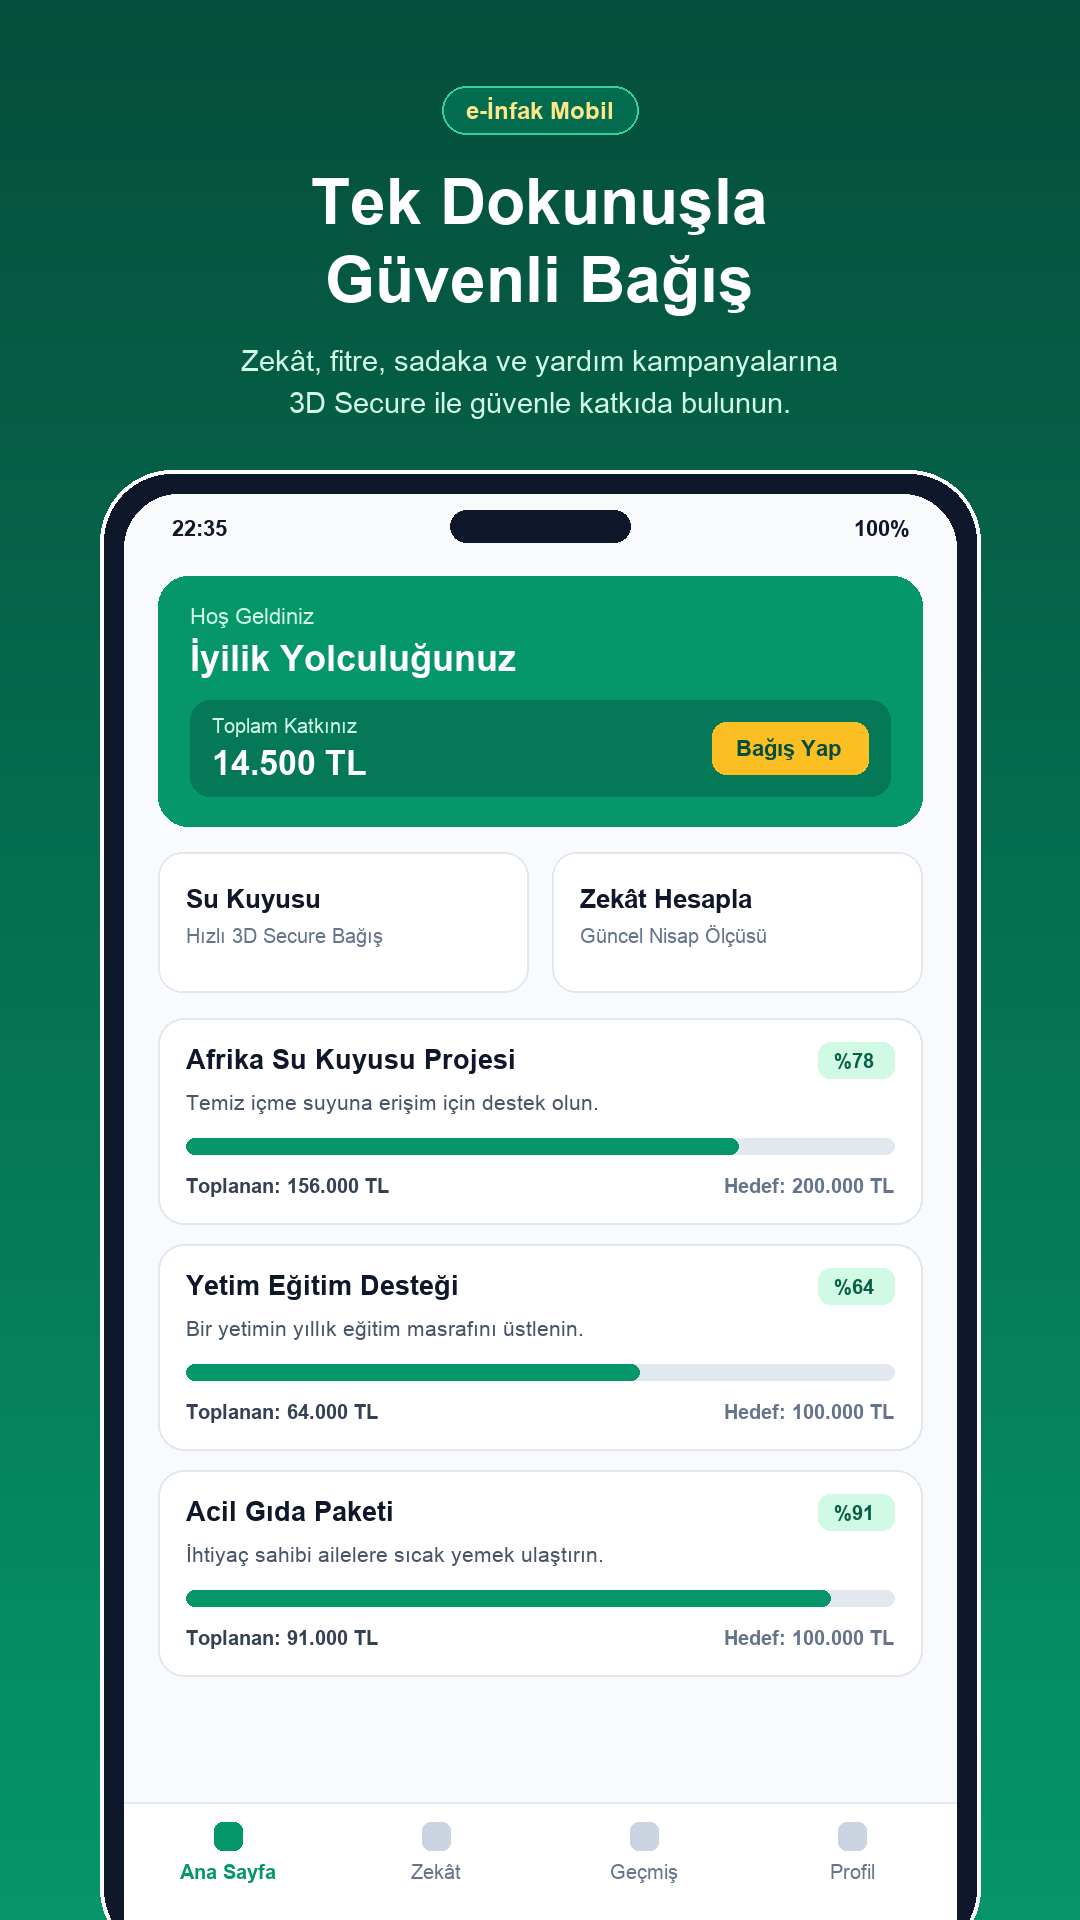 e-İnfak Mobil
Tek Dokunuşla
Güvenli Bağış
Zekât, fitre, sadaka ve yardım kampanyalarına
3D Secure ile güvenle katkıda bulunun.
22:35
100%
Hoş Geldiniz
İyilik Yolculuğunuz
Toplam Katkınız
14.500 TL
Bağış Yap
Su Kuyusu
Hızlı 3D Secure Bağış
Zekât Hesapla
Güncel Nisap Ölçüsü
Afrika Su Kuyusu Projesi
%78
Temiz içme suyuna erişim için destek olun.
Toplanan: 156.000 TL
Hedef: 200.000 TL
Yetim Eğitim Desteği
%64
Bir yetimin yıllık eğitim masrafını üstlenin.
Toplanan: 64.000 TL
Hedef: 100.000 TL
Acil Gıda Paketi
%91
İhtiyaç sahibi ailelere sıcak yemek ulaştırın.
Toplanan: 91.000 TL
Hedef: 100.000 TL
Ana Sayfa
Zekât
Geçmiş
Profil